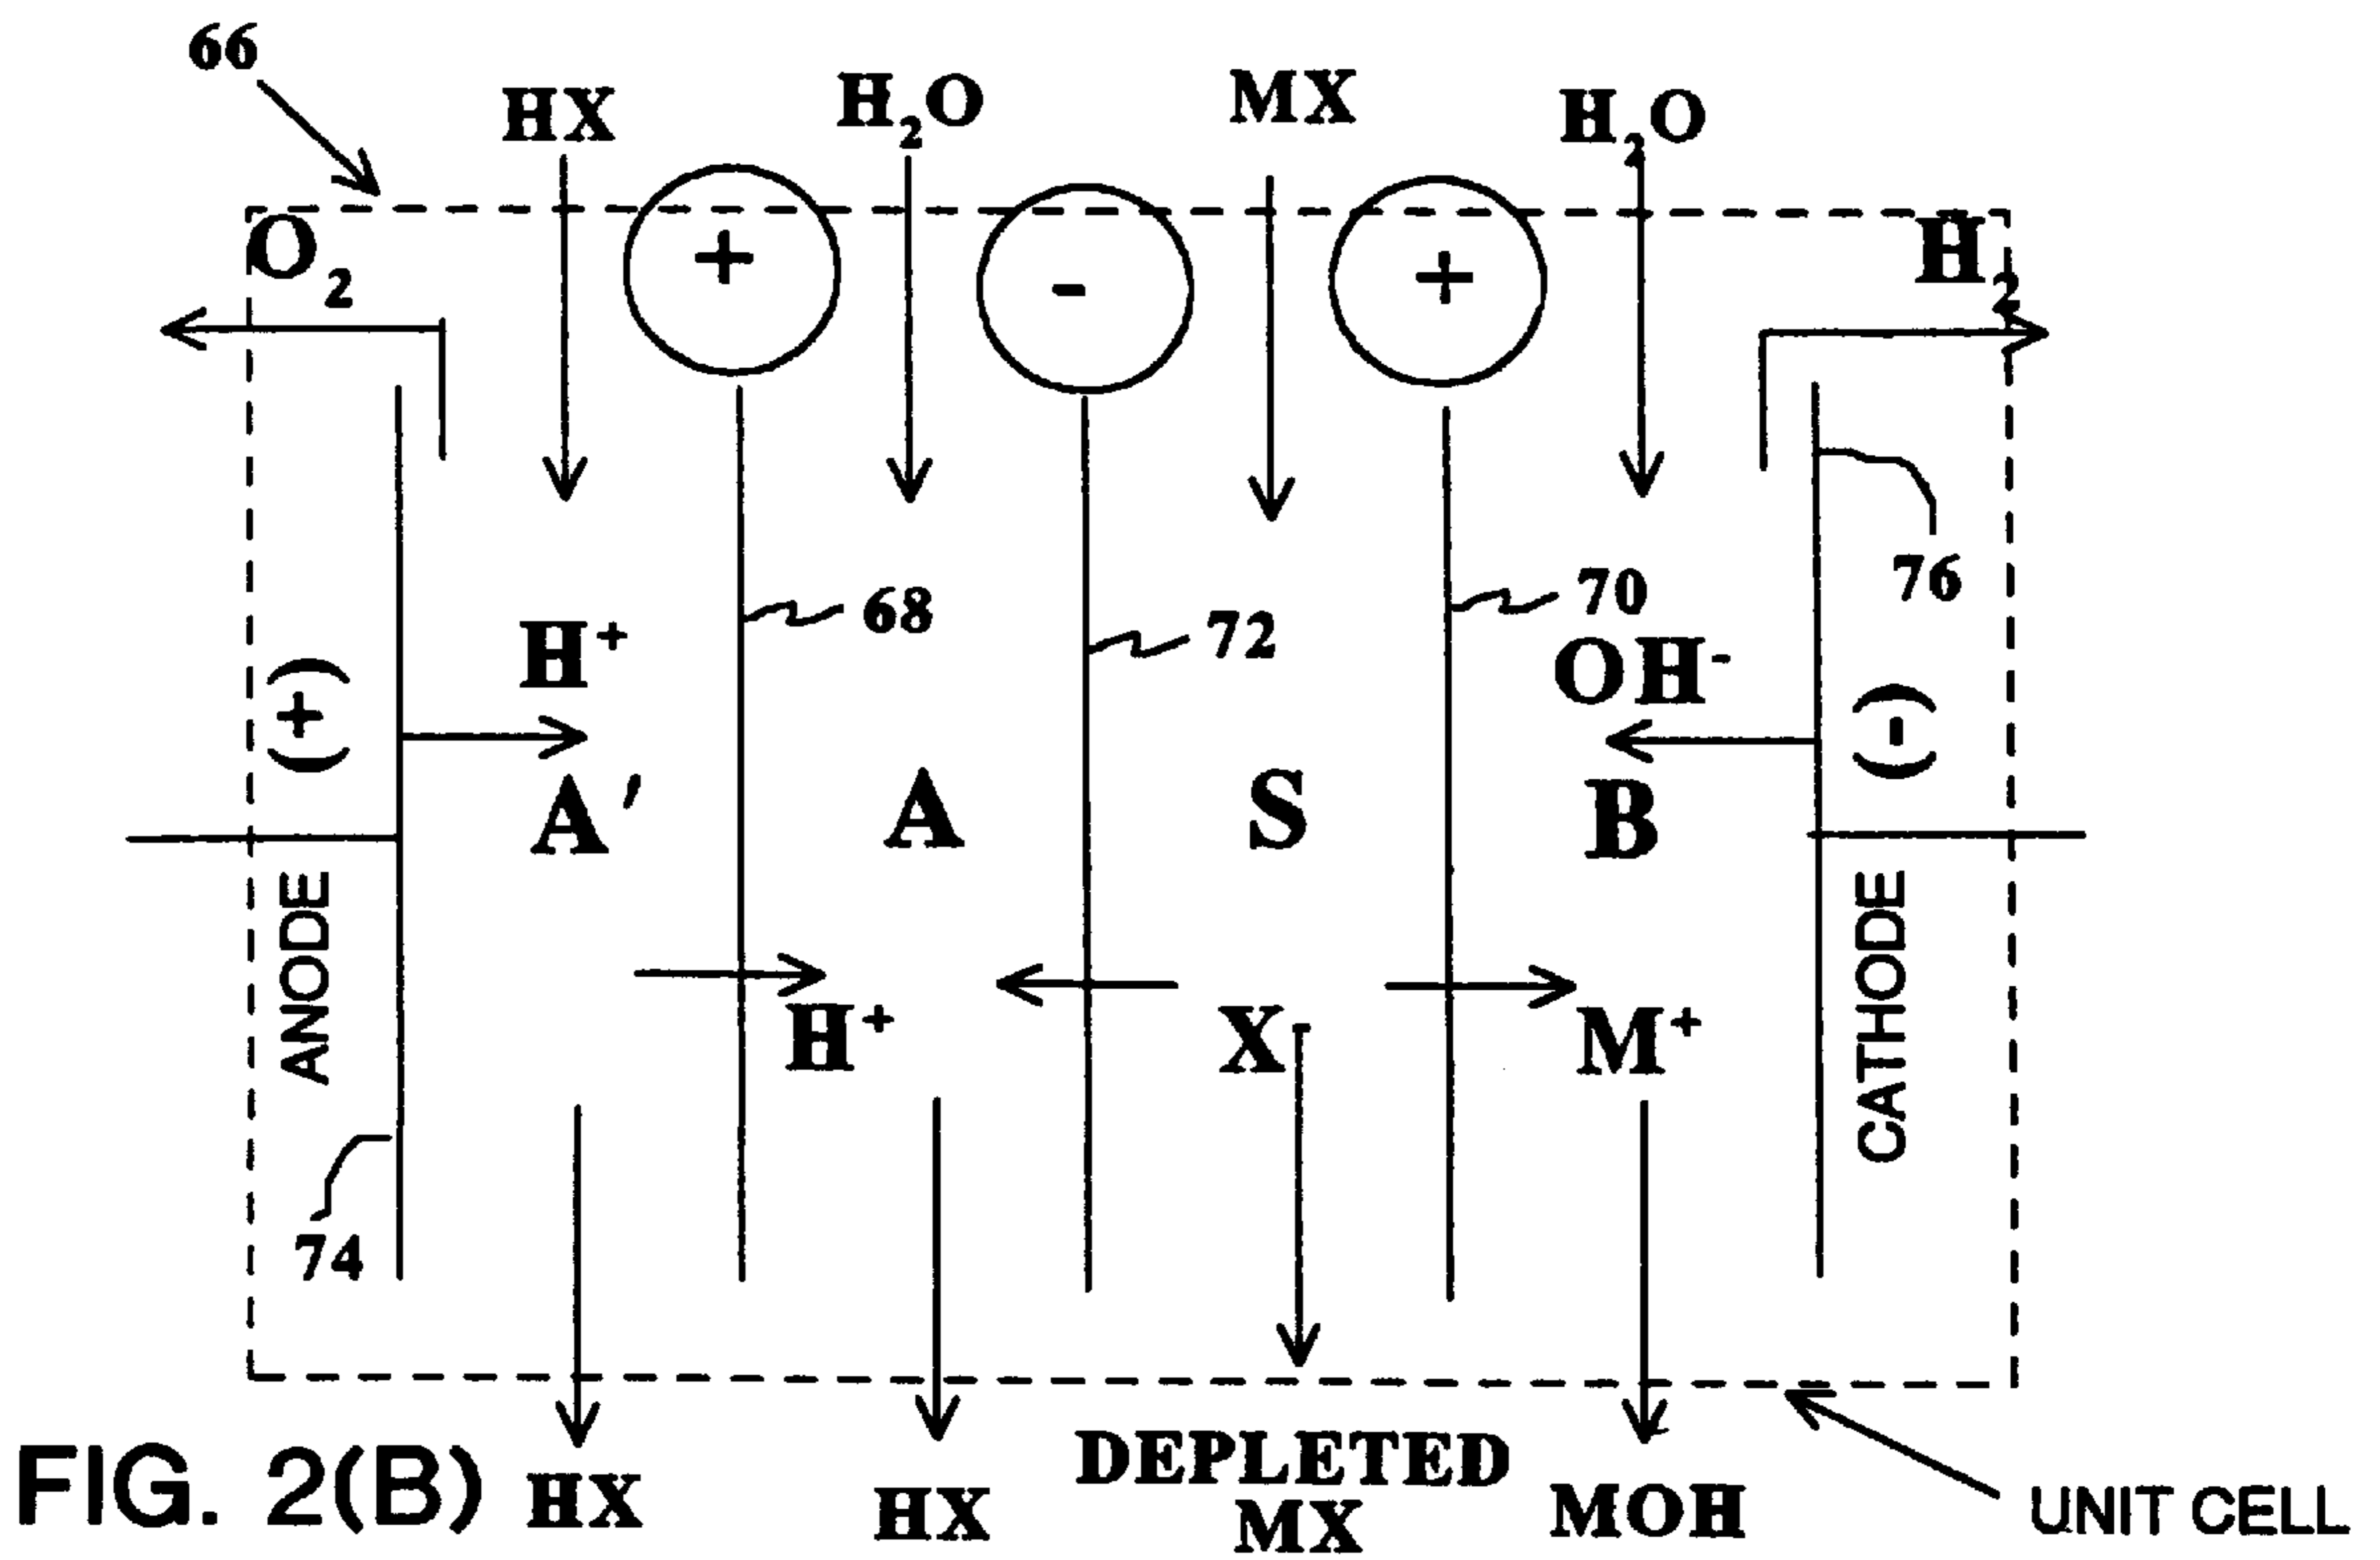 66
HX
H₂O
MX
H₂O
O₂
+
-
+
H₂
76
68
72
70
H⁺
OH⁻
(+)
(-)
A'
A
S
B
ANODE
CATHODE
H⁺
X⁻
M⁺
74
HX
HX
DEPLETED
MX
MOH
UNIT CELL
FIG. 2(B)